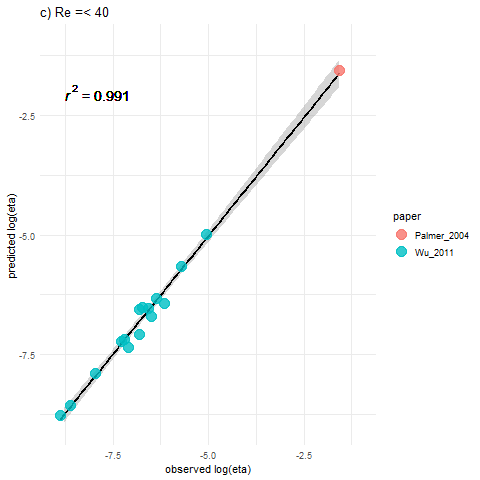 c) Re =< 40
r² = 0.991
predicted log(eta)
-2.5
-5.0
-7.5
-7.5 -5.0 -2.5
observed log(eta)
paper
Palmer_2004
Wu_2011